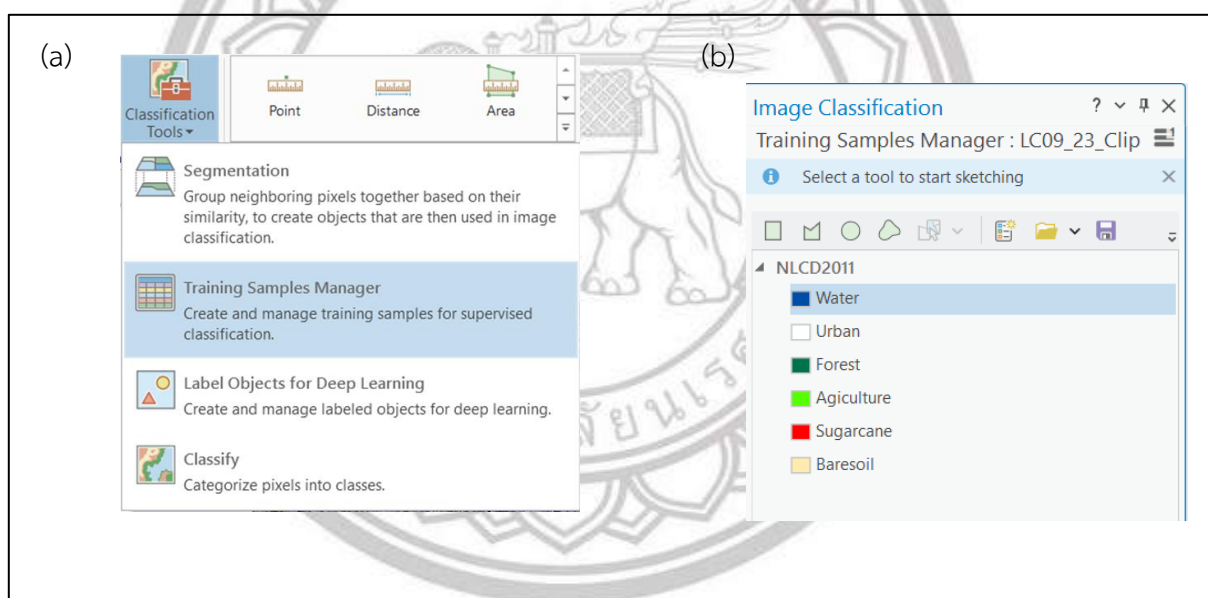 (a)
Classification
Tools
Point
Distance
Area
Segmentation
Group neighboring pixels together based on their
similarity, to create objects that are then used in image
classification.
Training Samples Manager
Create and manage training samples for supervised
classification.
Label Objects for Deep Learning
Create and manage labeled objects for deep learning.
Classify
Categorize pixels into classes.
(b)
Image Classification
Training Samples Manager : LC09_23_Clip
Select a tool to start sketching
NLCD2011
Water
Urban
Forest
Agiculture
Sugarcane
Baresoil